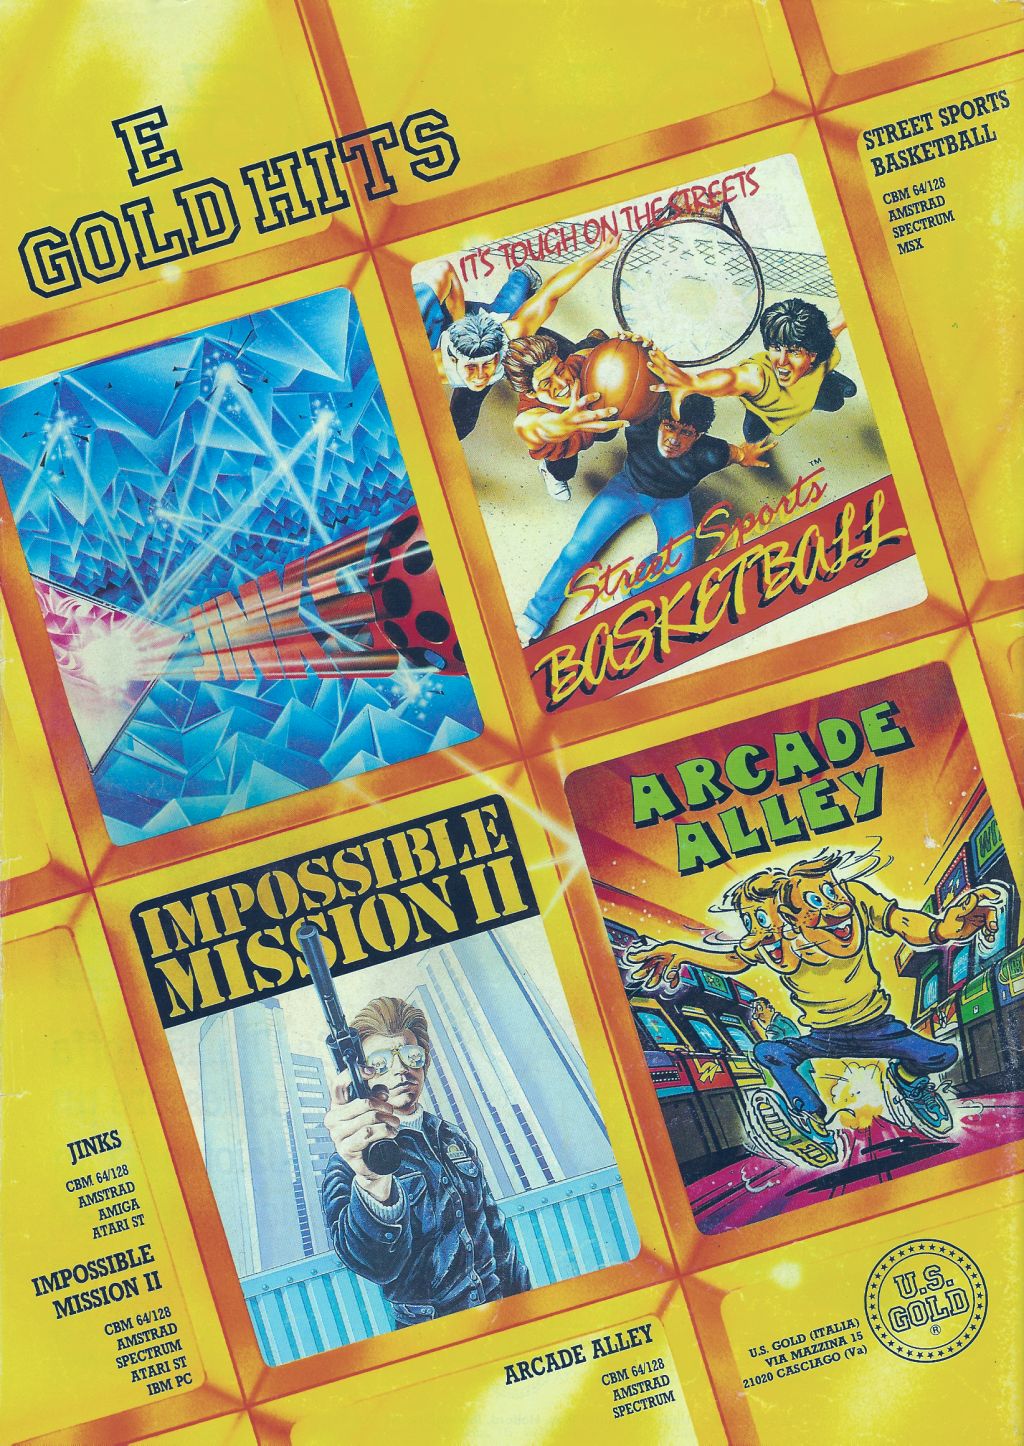 E
GOLD HITS
STREET SPORTS
BASKETBALL
CBM 64/128
AMSTRAD
SPECTRUM
MSX
IT'S TOUGH ON THE STREETS
Street Sports™
BASKETBALL
JINKS
ARCADE
ALLEY
IMPOSSIBLE
MISSION II
JINKS
CBM 64/128
AMSTRAD
AMIGA
ATARI ST
IMPOSSIBLE
MISSION II
CBM 64/128
AMSTRAD
SPECTRUM
ATARI ST
IBM PC
ARCADE ALLEY
CBM 64/128
AMSTRAD
SPECTRUM
U.S. GOLD (ITALIA)
VIA MAZZINA 15
21020 CASCIAGO (Va)
U.S.
GOLD
®